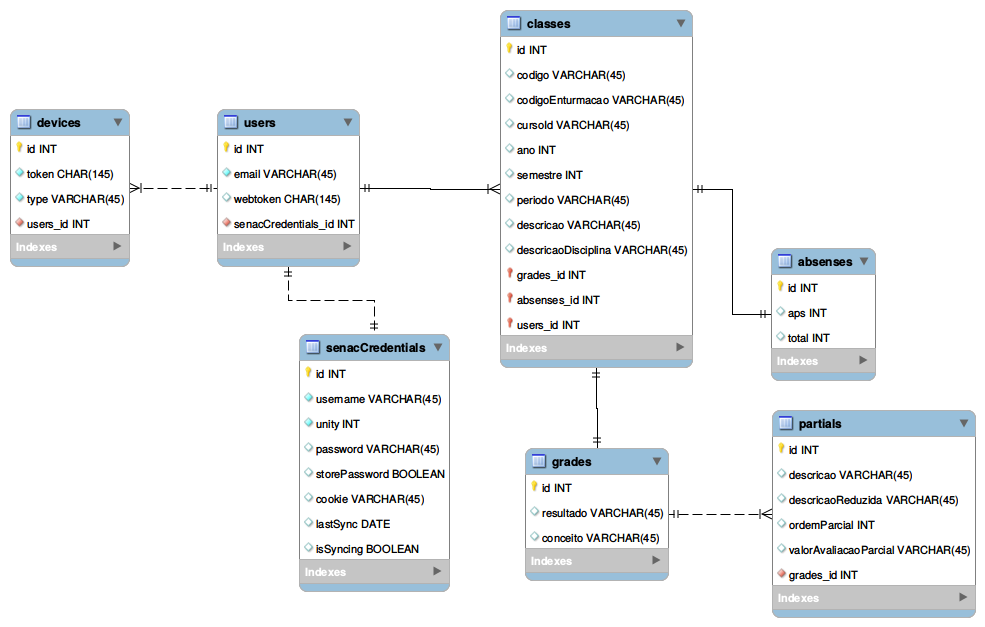 classes
id INT
codigo VARCHAR(45)
codigoEnturmacao VARCHAR(45)
cursoId VARCHAR(45)
ano INT
semestre INT
periodo VARCHAR(45)
descricao VARCHAR(45)
descricaoDisciplina VARCHAR(45)
grades_id INT
absenses_id INT
users_id INT
Indexes
devices
id INT
token CHAR(145)
type VARCHAR(45)
users_id INT
Indexes
users
id INT
email VARCHAR(45)
webtoken CHAR(145)
senacCredentials_id INT
Indexes
absenses
id INT
aps INT
total INT
Indexes
senacCredentials
id INT
username VARCHAR(45)
unity INT
password VARCHAR(45)
storePassword BOOLEAN
cookie VARCHAR(45)
lastSync DATE
isSyncing BOOLEAN
Indexes
grades
id INT
resultado VARCHAR(45)
conceito VARCHAR(45)
Indexes
partials
id INT
descricao VARCHAR(45)
descricaoReduzida VARCHAR(45)
ordemParcial INT
valorAvaliacaoParcial VARCHAR(45)
grades_id INT
Indexes